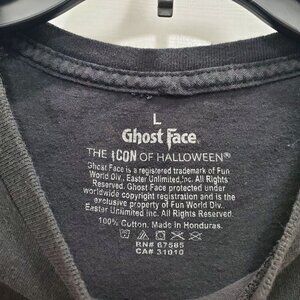 L
Ghost Face
THE ICON OF HALLOWEEN®
Ghost Face is a registered trademark of Fun
World Div., Easter Unlimited, Inc. All Rights
Reserved. Ghost Face protected under
worldwide copyright registration and is the
exclusive property of Fun World Div.
Easter Unlimited Inc. All Rights Reserved.
100% Cotton. Made In Honduras.
RN# 67585
CA# 31010